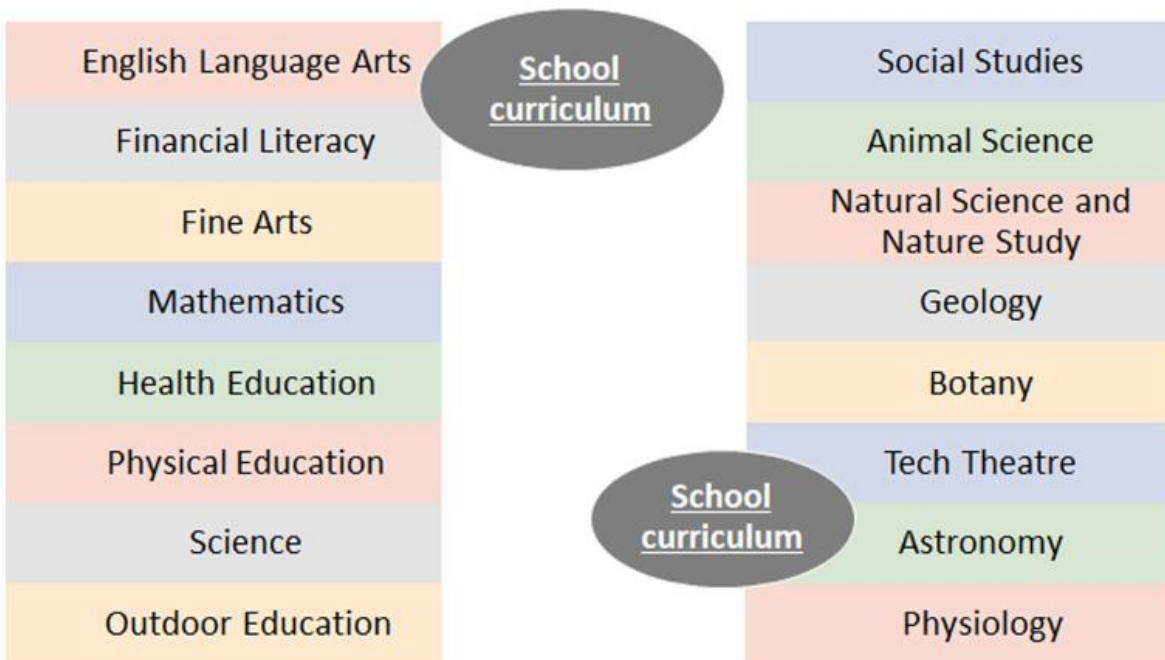 English Language Arts
Financial Literacy
Fine Arts
Mathematics
Health Education
Physical Education
Science
Outdoor Education
School
curriculum
Social Studies
Animal Science
Natural Science and
Nature Study
Geology
Botany
Tech Theatre
Astronomy
Physiology
School
curriculum